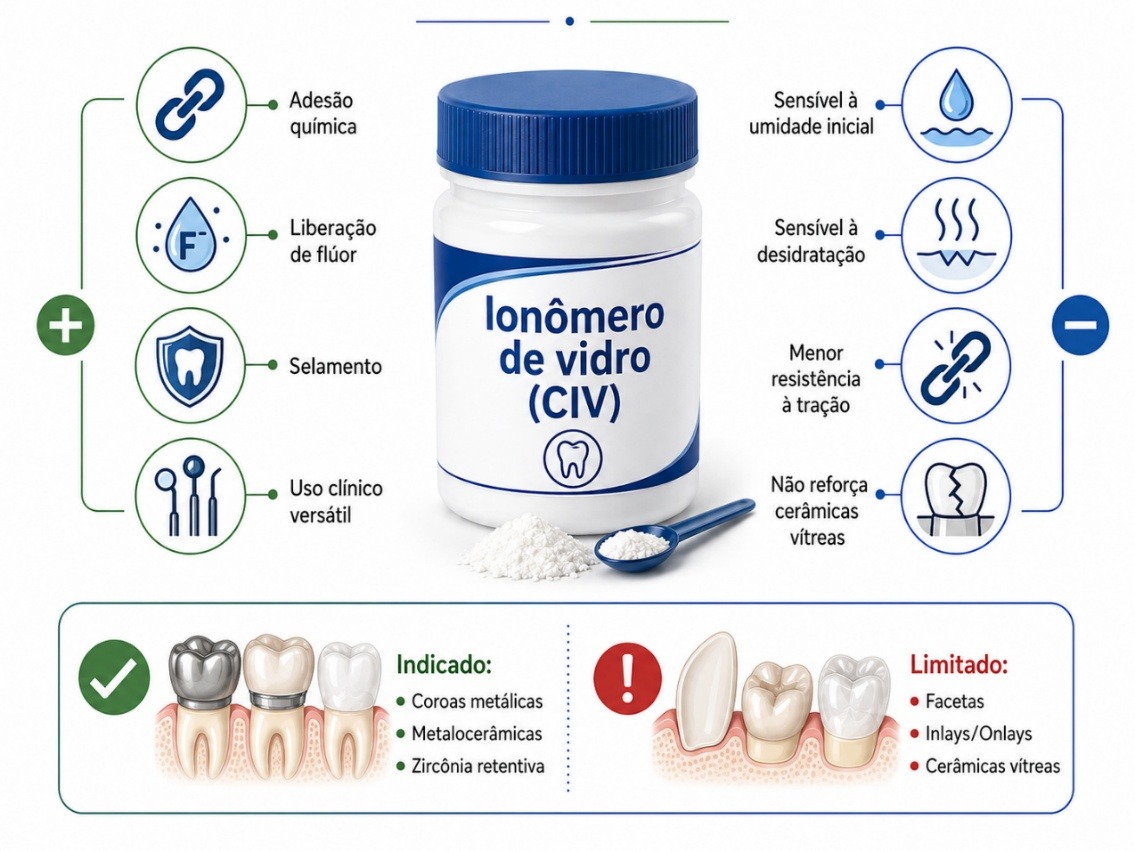 Adesão
química
Liberação
de flúor
F-
Selamento
Uso clínico
versátil
Ionômero
de vidro
(CIV)
Sensível à
umidade inicial
Sensível à
desidratação
Menor
resistência
à tração
Não reforça
cerâmicas
vítreas
Indicado:
• Coroas metálicas
• Metalocerâmicas
• Zircônia retentiva
Limitado:
• Facetas
• Inlays/Onlays
• Cerâmicas vítreas